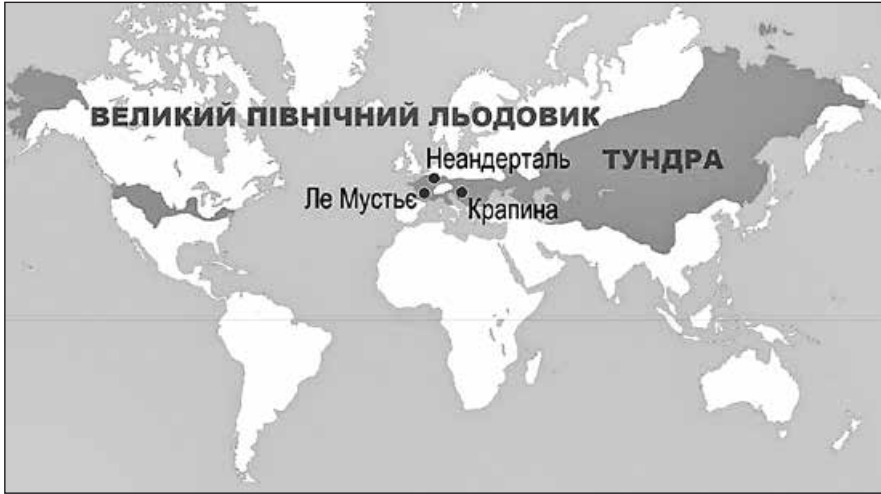 ВЕЛИКИЙ ПІВНІЧНИЙ ЛЬОДОВИК
Неандерталь
ТУНДРА
Ле Мустьє
Крапина